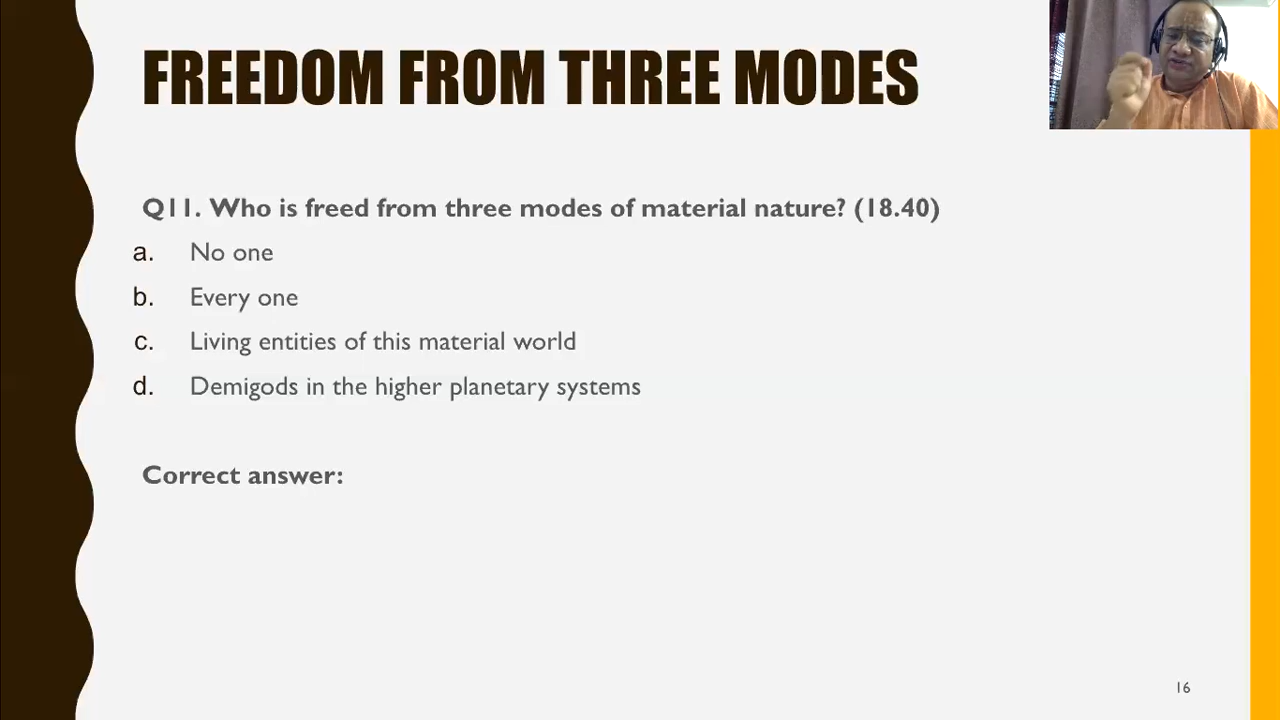 FREEDOM FROM THREE MODES
Q11. Who is freed from three modes of material nature? (18.40)
a. No one
b. Every one
c. Living entities of this material world
d. Demigods in the higher planetary systems
Correct answer:
16